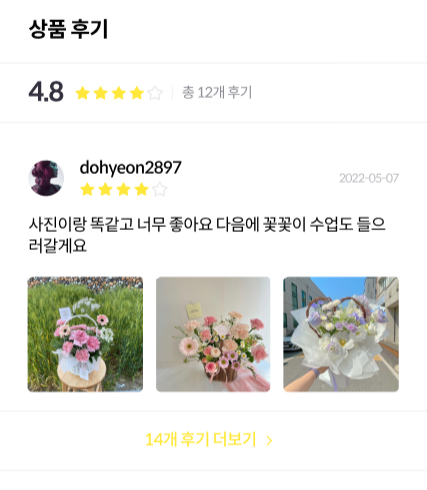 상품 후기
4.8 총 12개 후기
dohyeon2897
2022-05-07
사진이랑 똑같고 너무 좋아요 다음에 꽃꽃이 수업도 들으
러갈게요
14개 후기 더보기 >